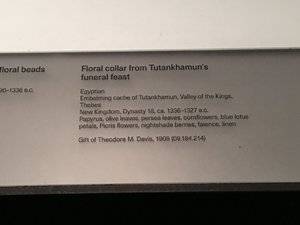 floral beads
90–1336 B.C.
Floral collar from Tutankhamun's
funeral feast
Egyptian
Embalming cache of Tutankhamun, Valley of the Kings,
Thebes
New Kingdom, Dynasty 18, ca. 1336–1327 B.C.
Papyrus, olive leaves, persea leaves, cornflowers, blue lotus
petals, Picris flowers, nightshade berries, faience, linen
Gift of Theodore M. Davis, 1909 (09.184.214)